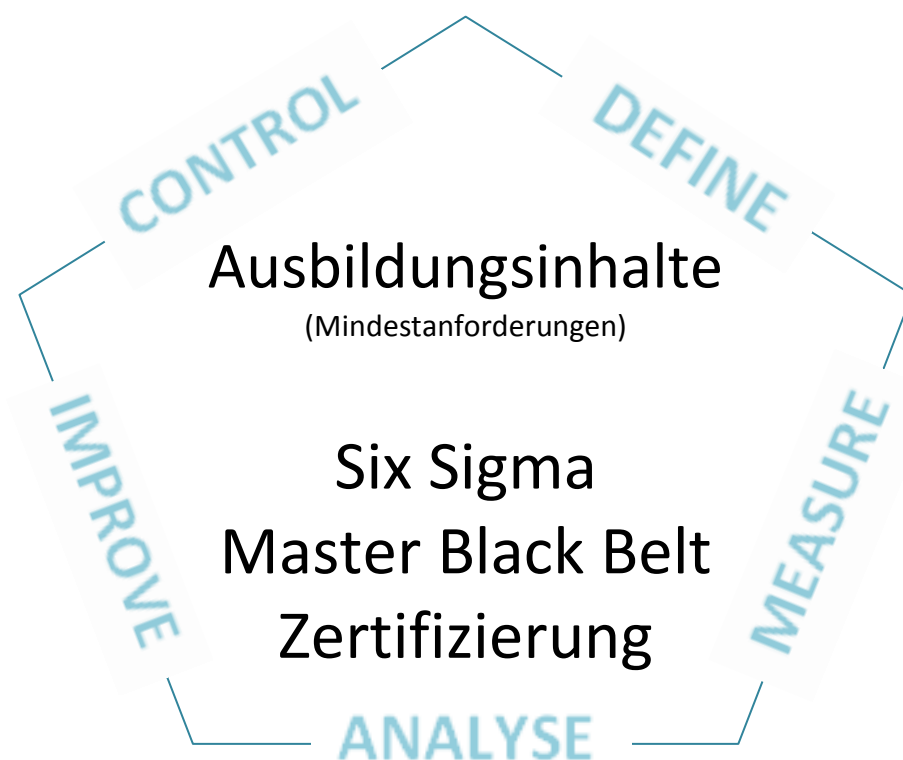 CONTROL
DEFINE
Ausbildungsinhalte
(Mindestanforderungen)
IMPROVE
MEASURE
Six Sigma
Master Black Belt
Zertifizierung
ANALYSE